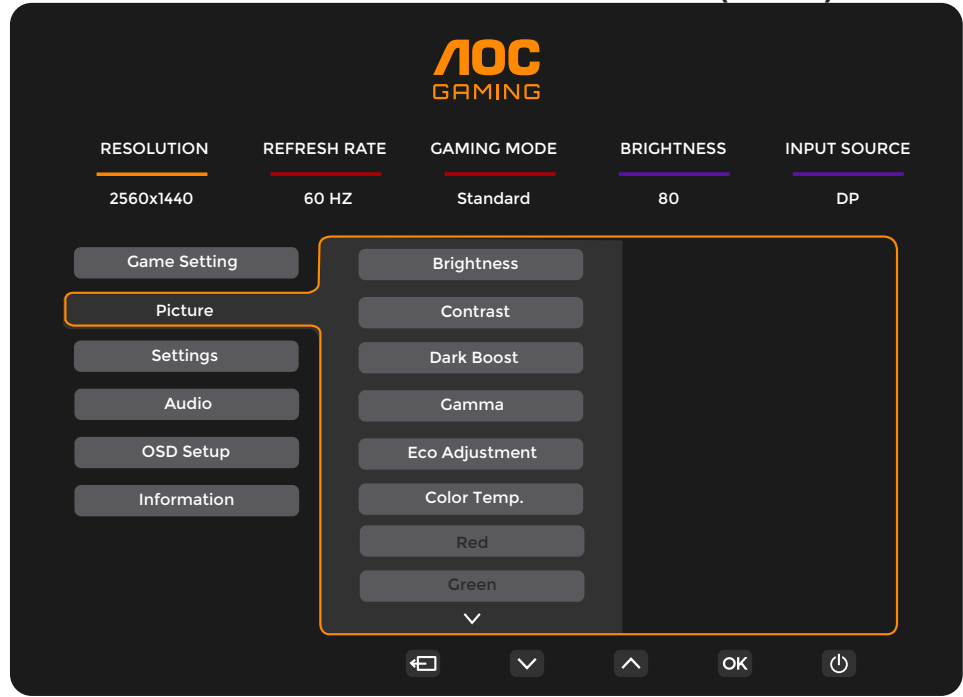 AOC
GAMING
RESOLUTION REFRESH RATE GAMING MODE BRIGHTNESS INPUT SOURCE
2560x1440 60 HZ Standard 80 DP
Game Setting
Picture
Settings
Audio
OSD Setup
Information
Brightness
Contrast
Dark Boost
Gamma
Eco Adjustment
Color Temp.
Red
Green
OK